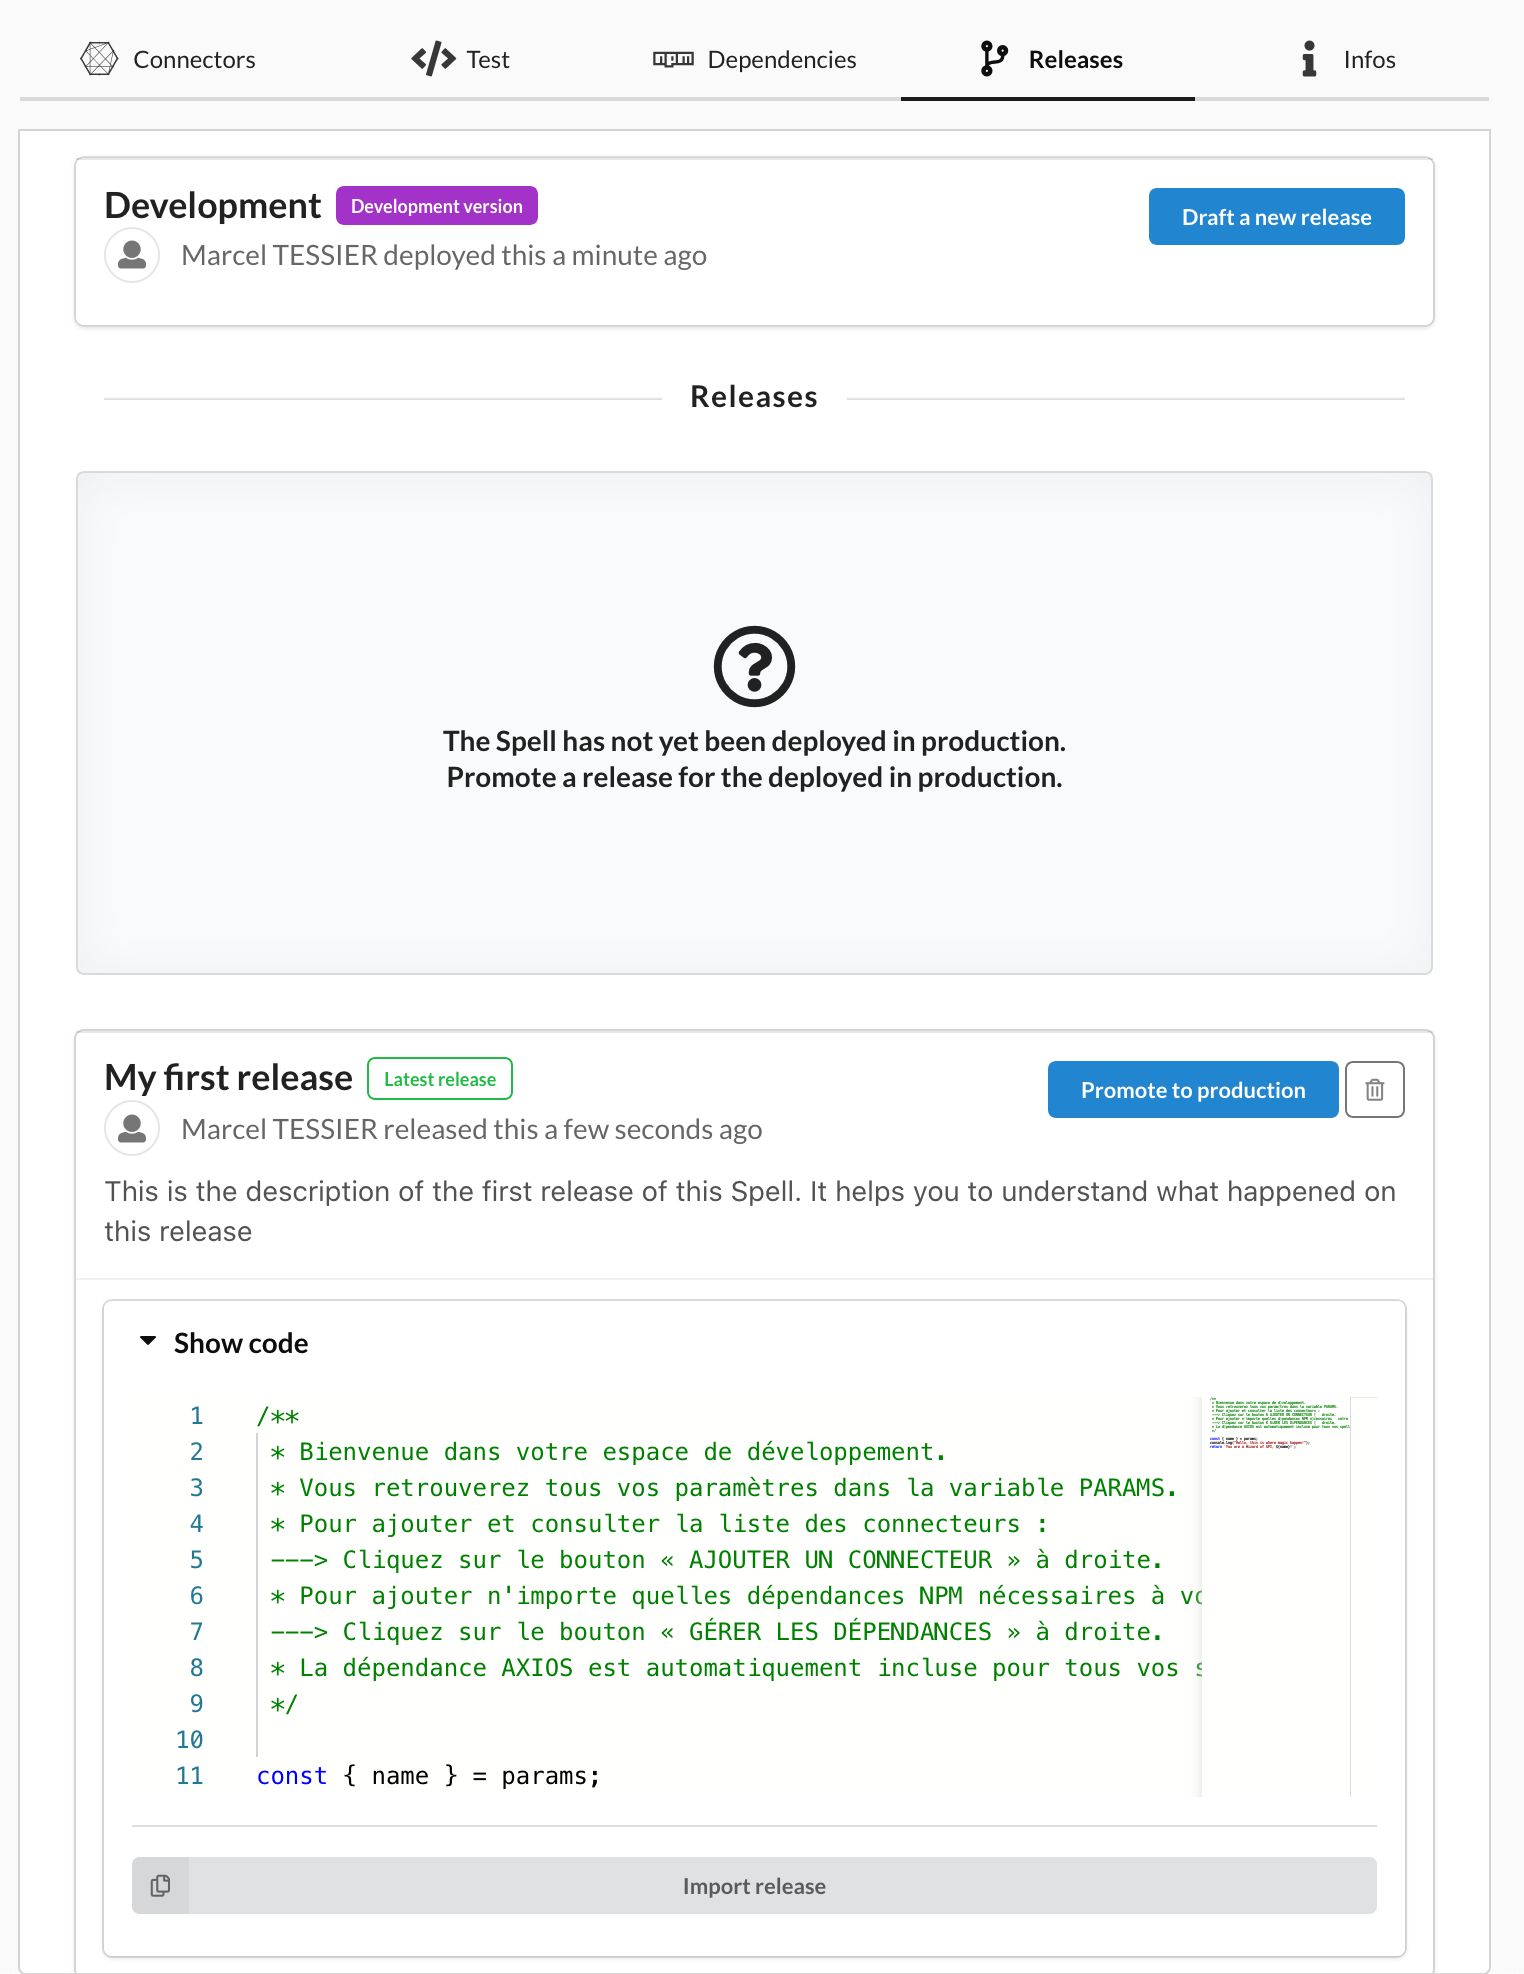 Connectors
Test
Dependencies
Releases
Infos
Development
Development version
Draft a new release
Marcel TESSIER deployed this a minute ago
Releases
The Spell has not yet been deployed in production.
Promote a release for the deployed in production.
My first release
Latest release
Promote to production
Marcel TESSIER released this a few seconds ago
This is the description of the first release of this Spell. It helps you to understand what happened on
this release
Show code
1 /**
2 * Bienvenue dans votre espace de développement.
3 * Vous retrouverez tous vos paramètres dans la variable PARAMS.
4 * Pour ajouter et consulter la liste des connecteurs :
5 ---> Cliquez sur le bouton « AJOUTER UN CONNECTEUR » à droite.
6 * Pour ajouter n'importe quelles dépendances NPM nécessaires à
7 ---> Cliquez sur le bouton « GÉRER LES DÉPENDANCES » à droite.
8 * La dépendance AXIOS est automatiquement incluse pour tous vos
9 */
10
11 const { name } = params;
Import release